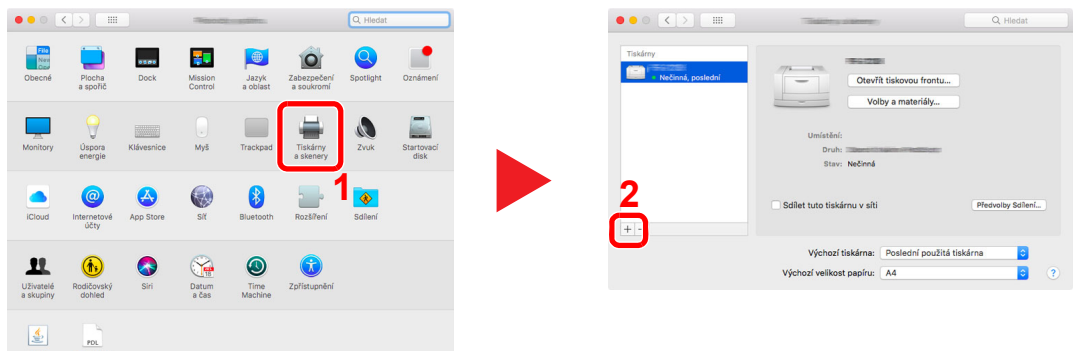 Hledat
Obecné
Plocha
a spořič
Dock
Mission
Control
Jazyk
a oblast
Zabezpečení
a soukromí
Spotlight
Oznámení
Monitory
Úspora
energie
Klávesnice
Myš
Trackpad
Tiskárny
a skenery
Zvuk
Startovací
disk
1
iCloud
Internetové
účty
App Store
Síť
Bluetooth
Rozšíření
Sdílení
Uživatelé
a skupiny
Rodičovský
dohled
Siri
Datum
a čas
Time
Machine
Zpřístupnění
PDL
Hledat
Tiskárny
Nečinná, poslední
Otevřít tiskovou frontu...
Volby a materiály...
Umístění:
Druh:
Stav: Nečinná
2
Sdílet tuto tiskárnu v síti
Předvolby Sdílení...
+ -
Výchozí tiskárna: Poslední použitá tiskárna
Výchozí velikost papíru: A4
?